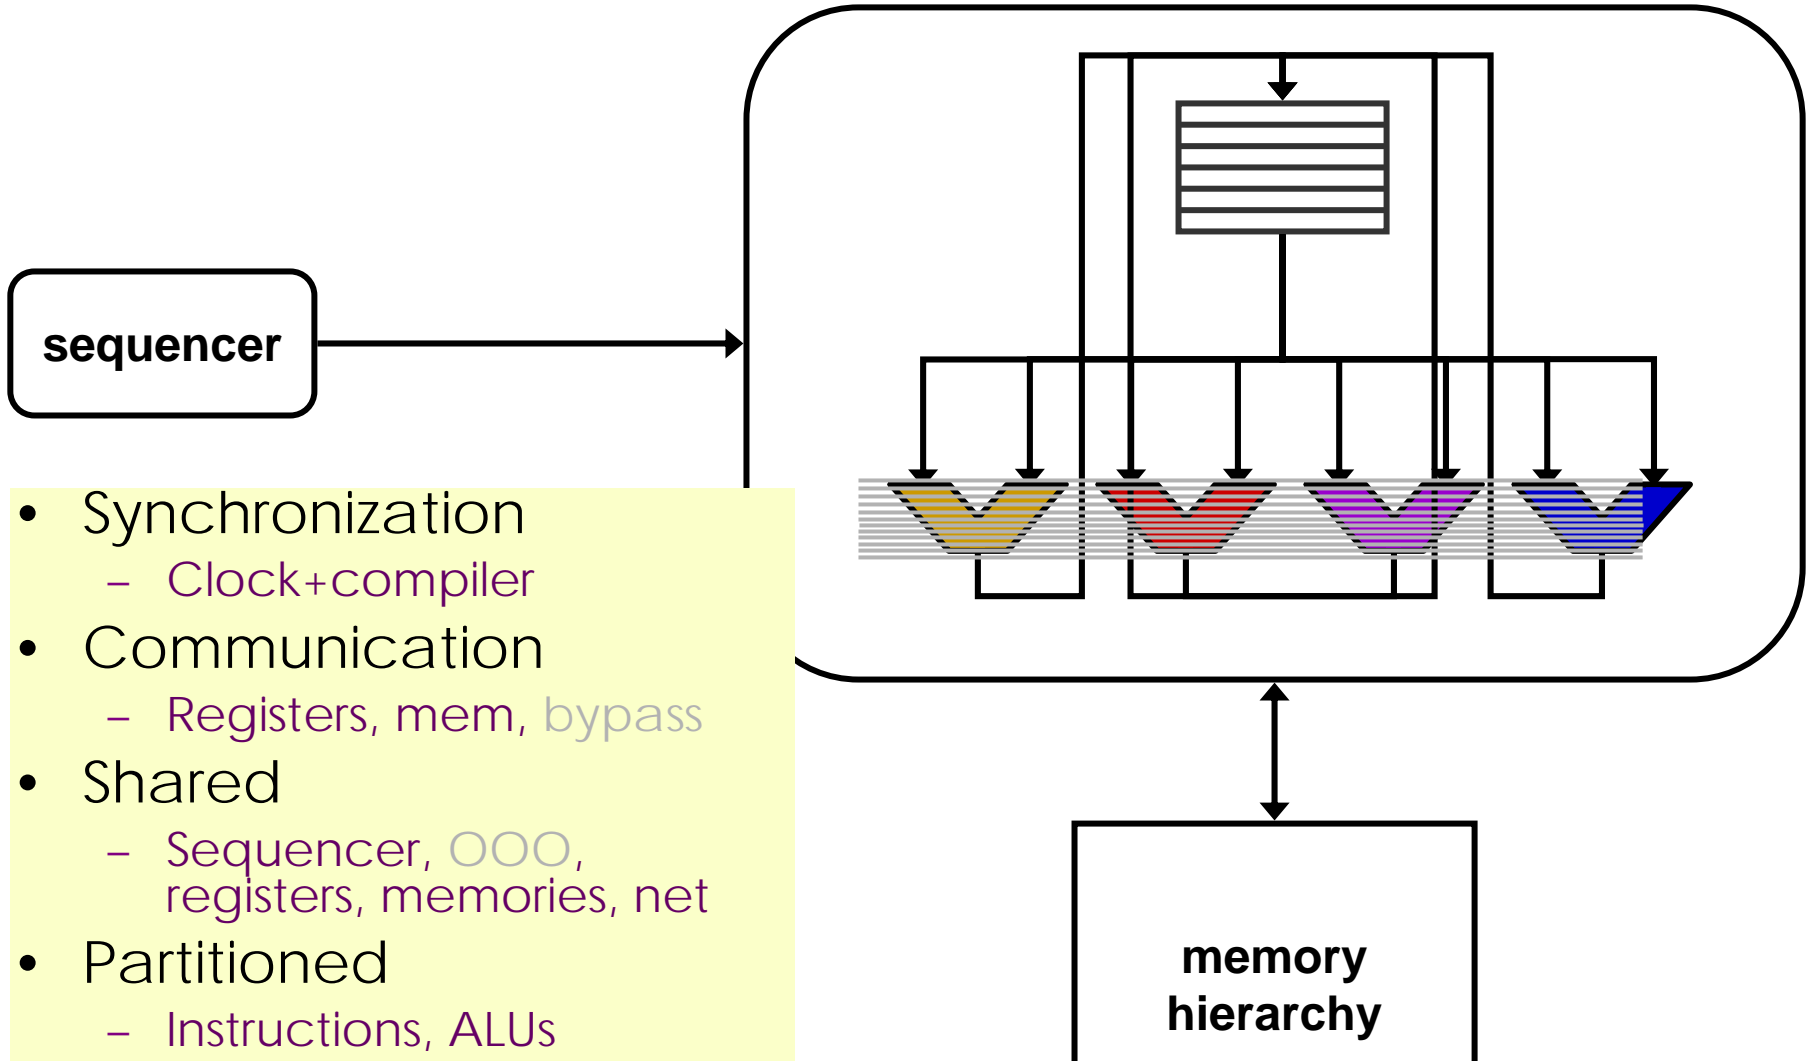 sequencer
• Synchronization
– Clock+compiler
• Communication
– Registers, mem, bypass
• Shared
– Sequencer, OOO,
registers, memories, net
• Partitioned
– Instructions, ALUs
memory
hierarchy